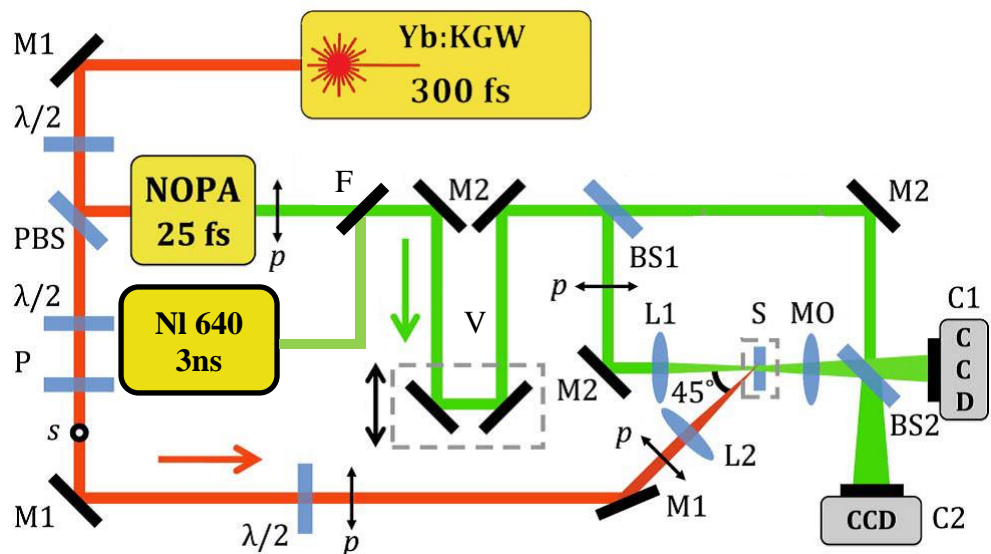 M1
Yb:KGW
300 fs
λ/2
NOPA
25 fs
p
F
M2
M2
PBS
BS1
λ/2
Nl 640
3ns
P
V
p
L1
S
MO
C1
CCD
M2
45°
BS2
s
p
L2
M1
λ/2
p
M1
CCD
C2